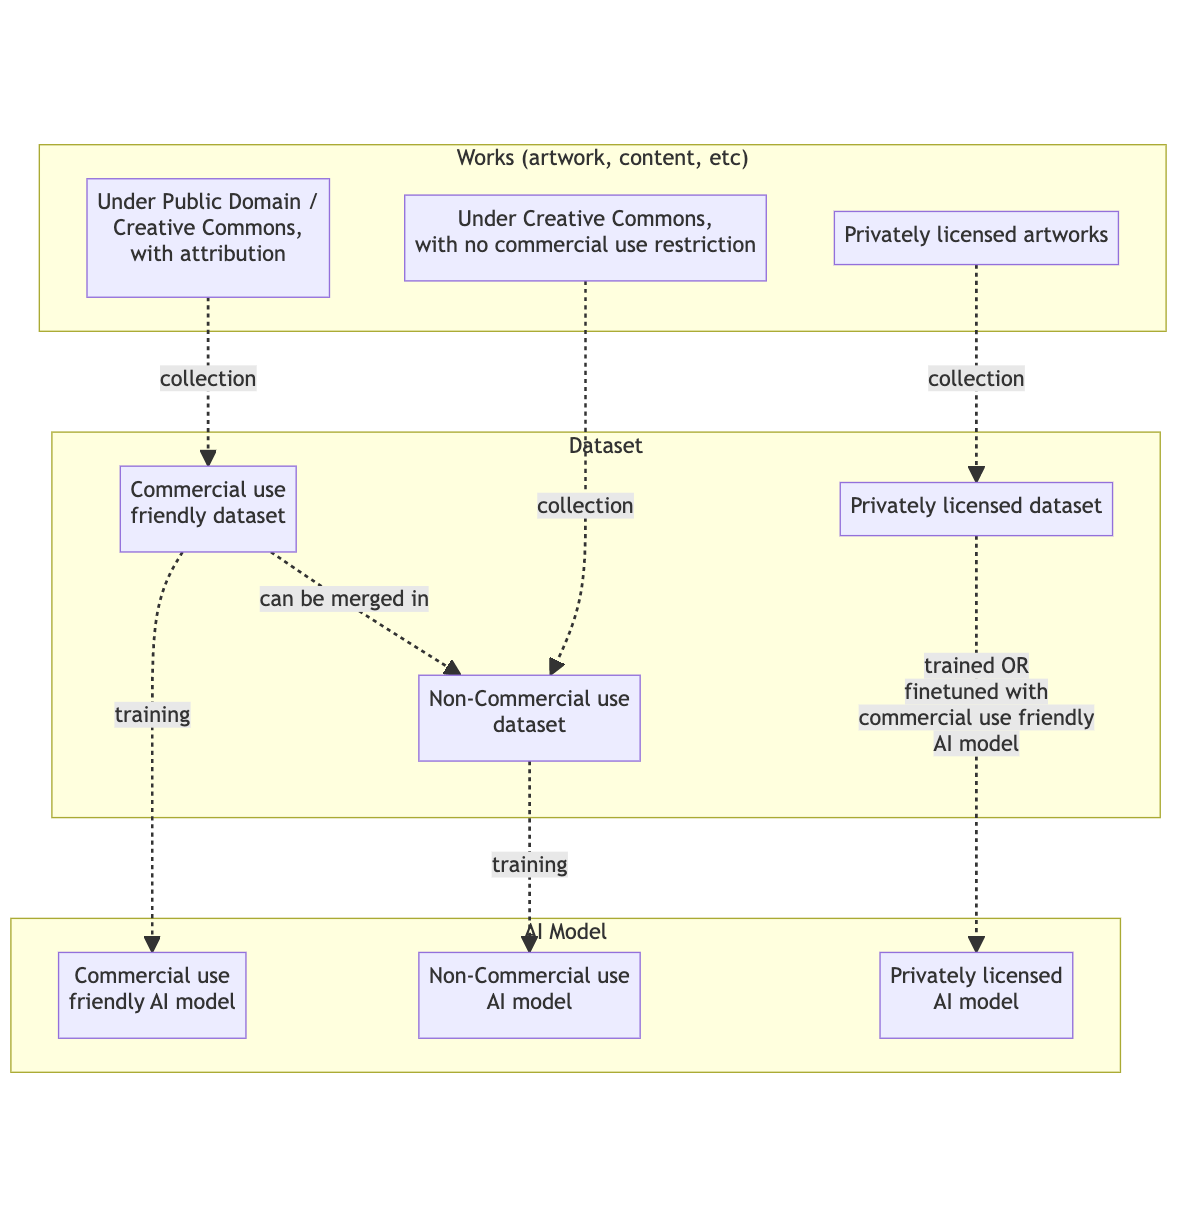 Works (artwork, content, etc)
Under Public Domain /
Creative Commons,
with attribution
Under Creative Commons,
with no commercial use restriction
Privately licensed artworks
collection
collection
Dataset
Commercial use
friendly dataset
collection
Privately licensed dataset
can be merged in
training
Non-Commercial use
dataset
trained OR
finetuned with
commercial use friendly
AI model
training
AI Model
Commercial use
friendly AI model
Non-Commercial use
AI model
Privately licensed
AI model